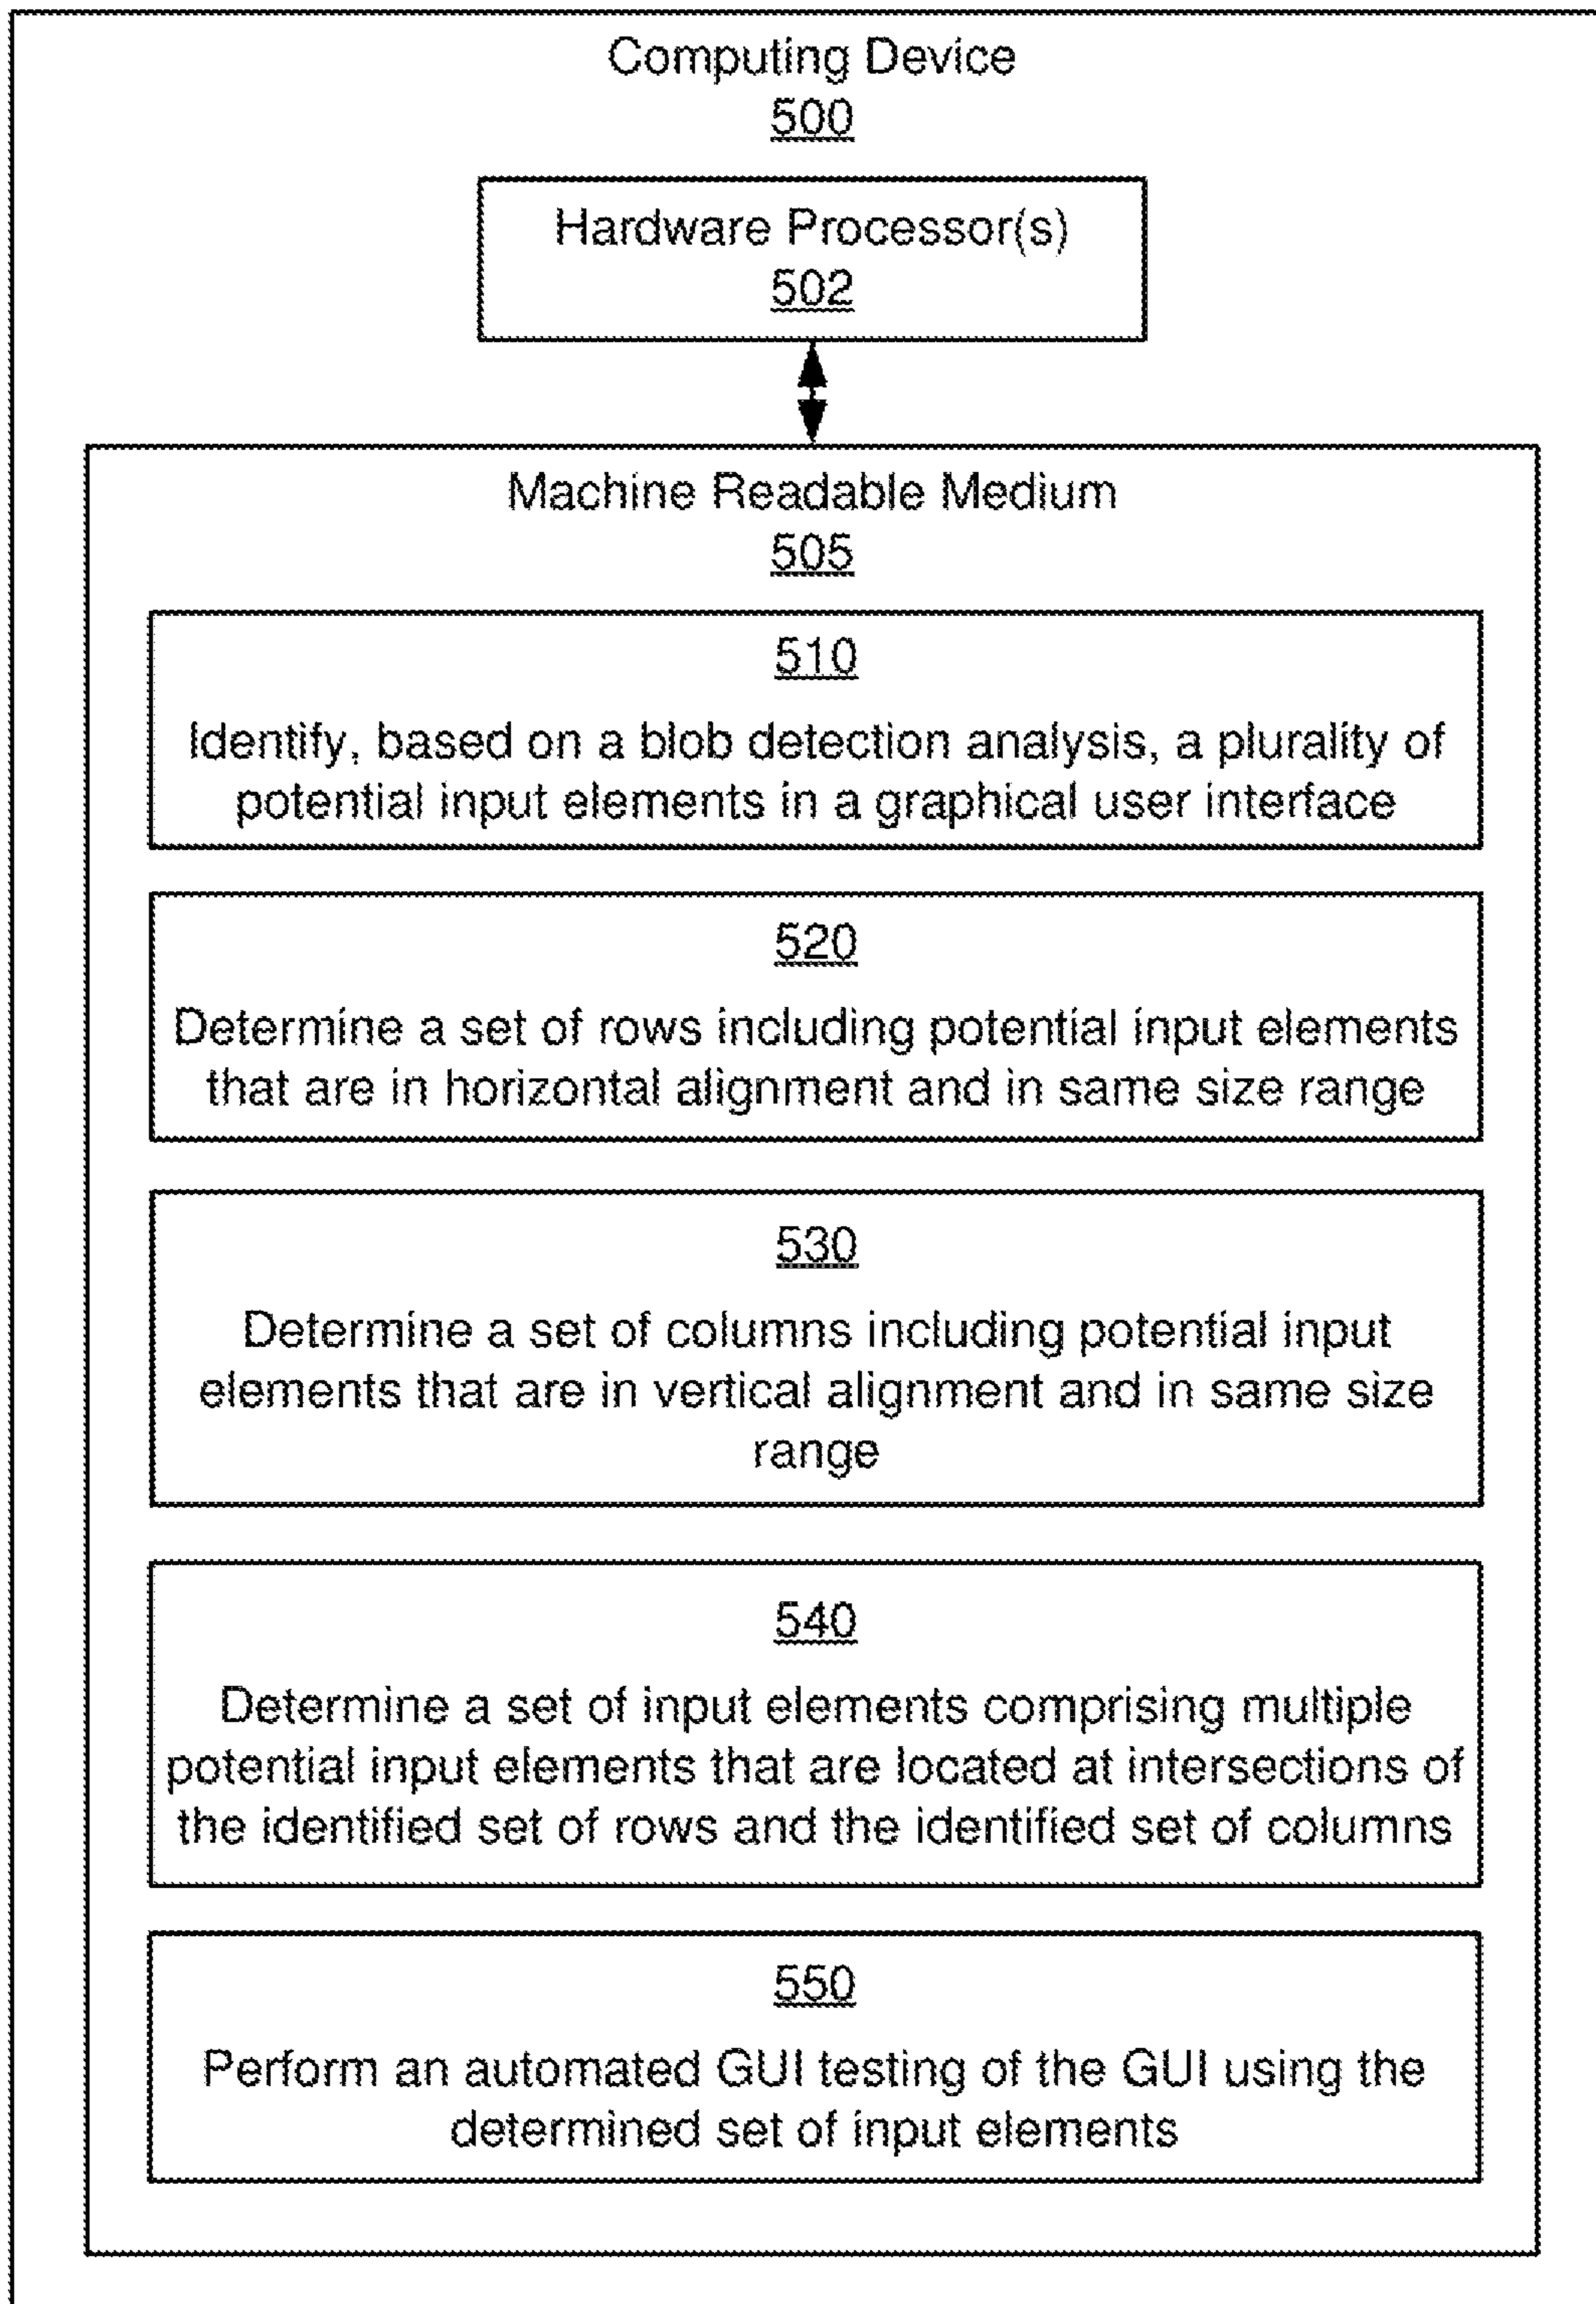 Computing Device
500
Hardware Processor(s)
502
Machine Readable Medium
505
510
Identify, based on a blob detection analysis, a plurality of
potential input elements in a graphical user interface
520
Determine a set of rows including potential input elements
that are in horizontal alignment and in same size range
530
Determine a set of columns including potential input
elements that are in vertical alignment and in same size
range
540
Determine a set of input elements comprising multiple
potential input elements that are located at intersections of
the identified set of rows and the identified set of columns
550
Perform an automated GUI testing of the GUI using the
determined set of input elements